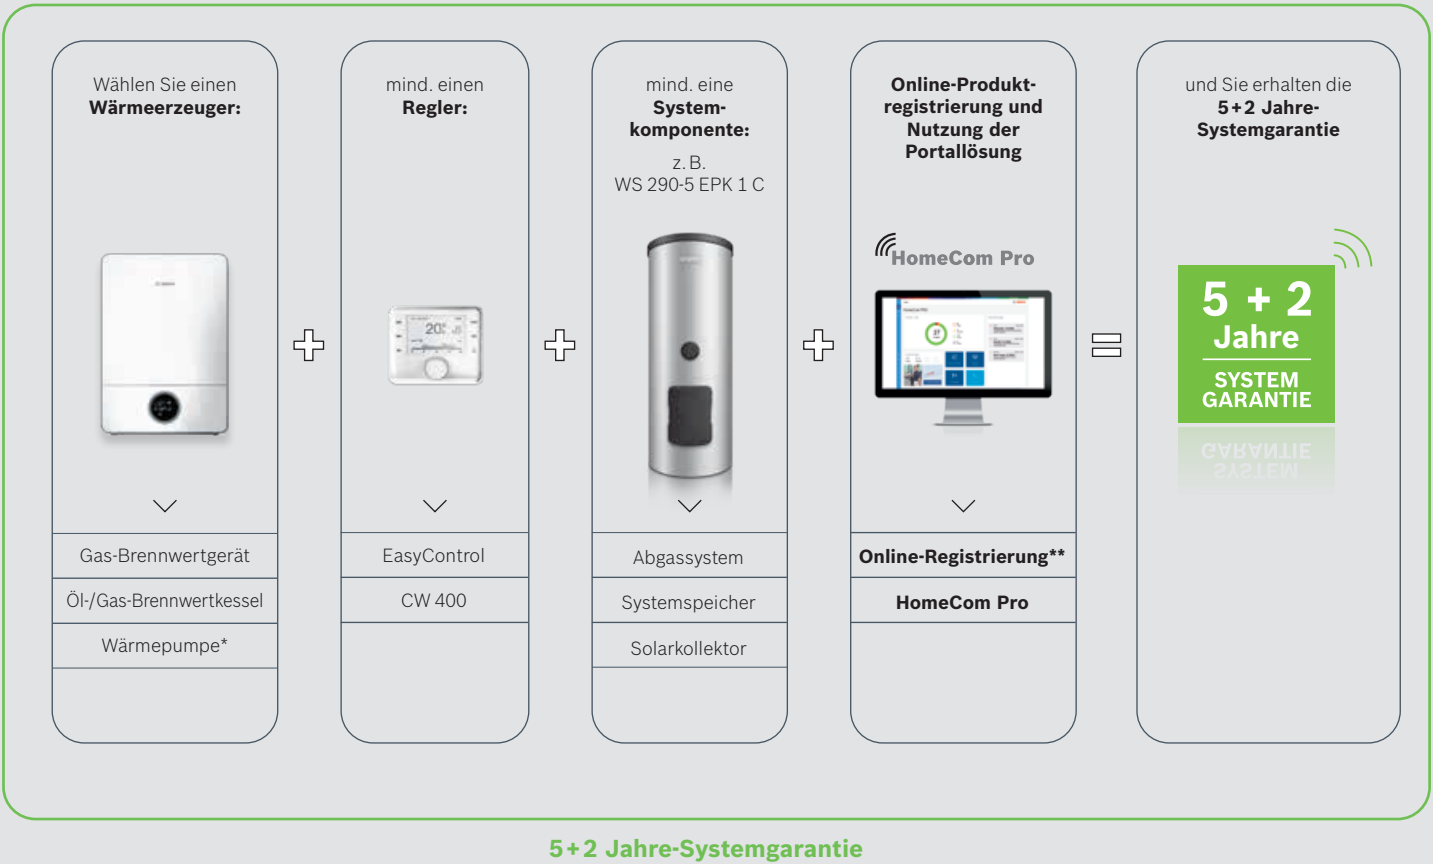 Wählen Sie einen
Wärmeerzeuger:
Gas-Brennwertgerät
Öl-/Gas-Brennwertkessel
Wärmepumpe*
mind. einen
Regler:
EasyControl
CW 400
mind. eine
System-
komponente:
z. B.
WS 290-5 EPK 1 C
Abgassystem
Systemspeicher
Solarkollektor
Online-Produkt-
registrierung und
Nutzung der
Portallösung
HomeCom Pro
Online-Registrierung**
HomeCom Pro
und Sie erhalten die
5+2 Jahre-
Systemgarantie
5 + 2
Jahre
SYSTEM
GARANTIE
5+2 Jahre-Systemgarantie